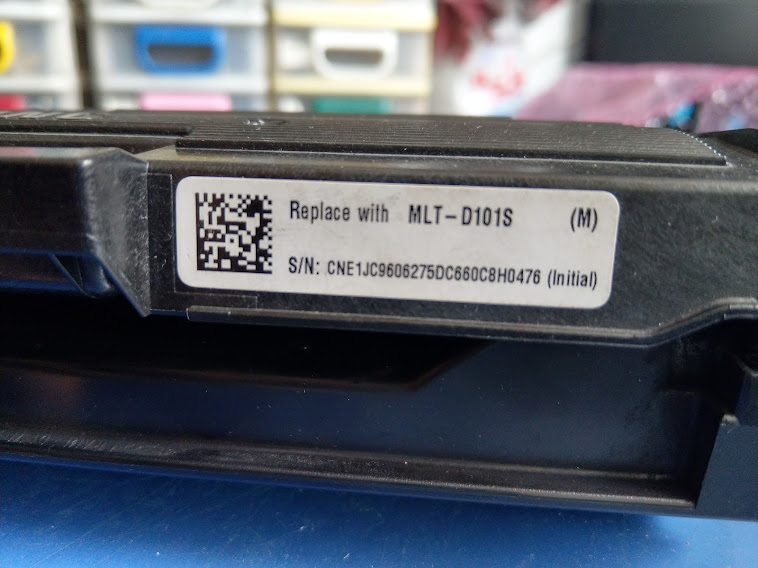 Replace with MLT-D101S (M)
S/N: CNE1JC9606275DC660C8H0476 (Initial)